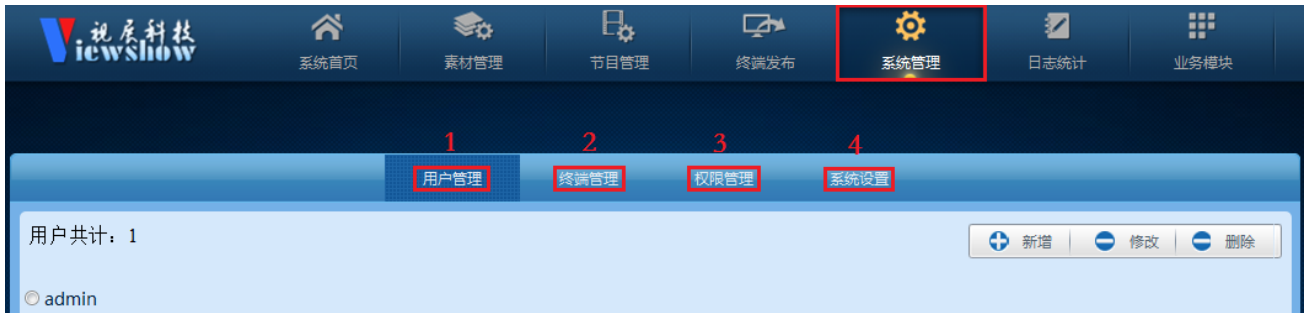 视展科技
Viewshow
系统首页 素材管理 节目管理 终端发布 系统管理 日志统计 业务模块
1 2 3 4
用户管理 终端管理 权限管理 系统设置
用户共计：1
新增 修改 删除
admin